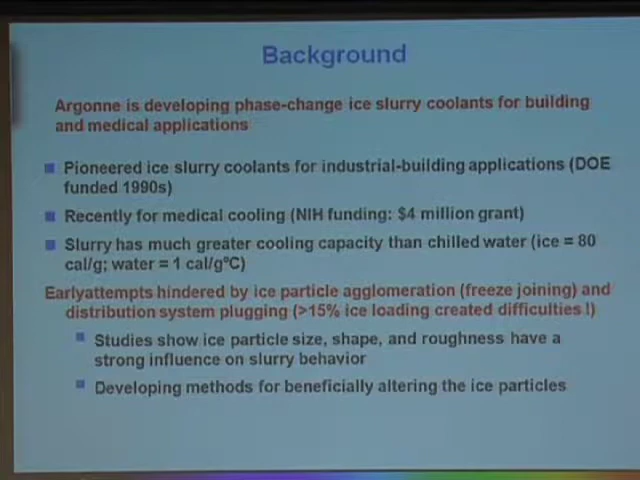 Background
Argonne is developing phase-change ice slurry coolants for building
and medical applications
Pioneered ice slurry coolants for industrial-building applications (DOE
funded 1990s)
Recently for medical cooling (NIH funding: $4 million grant)
Slurry has much greater cooling capacity than chilled water (ice = 80
cal/g; water = 1 cal/g°C)
Earlyattempts hindered by ice particle agglomeration (freeze joining) and
distribution system plugging (>15% ice loading created difficulties !)
Studies show ice particle size, shape, and roughness have a
strong influence on slurry behavior
Developing methods for beneficially altering the ice particles